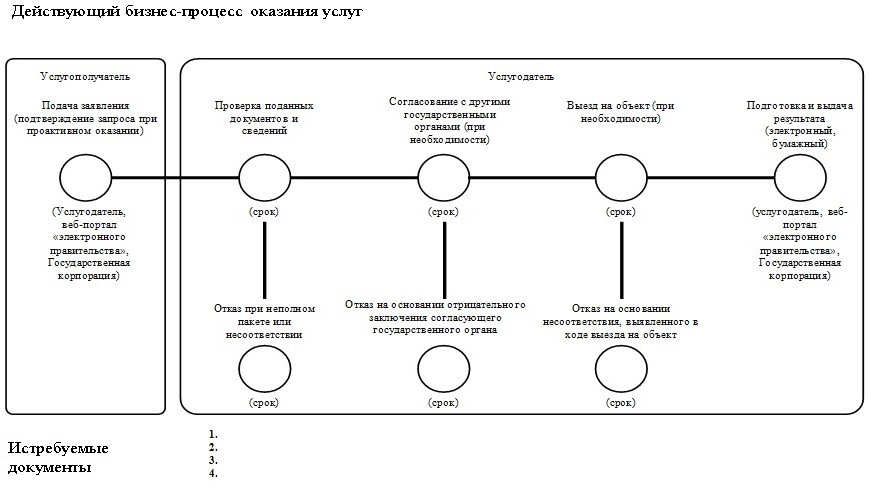 Действующий бизнес-процесс оказания услуг
Услугополучатель
Подача заявления
(подтверждение запроса при
проактивном оказании)
(Услугодатель,
веб-портал
«электронного
правительства»,
Государственная
корпорация)
Услугодатель
Проверка поданных
документов и
сведений
(срок)
Согласование с другими
государственными
органами (при
необходимости)
(срок)
Выезд на объект (при
необходимости)
(срок)
Подготовка и выдача
результата
(электронный,
бумажный)
(услугодатель, веб-
портал
«электронного
правительства»,
Государственная
корпорация)
Отказ при неполном
пакете или
несоответствии
(срок)
Отказ на основании отрицательного
заключения согласующего
государственного органа
(срок)
Отказ на основании
несоответствия, выявленного в
ходе выезда на объект
(срок)
Истребуемые
документы
1.
2.
3.
4.